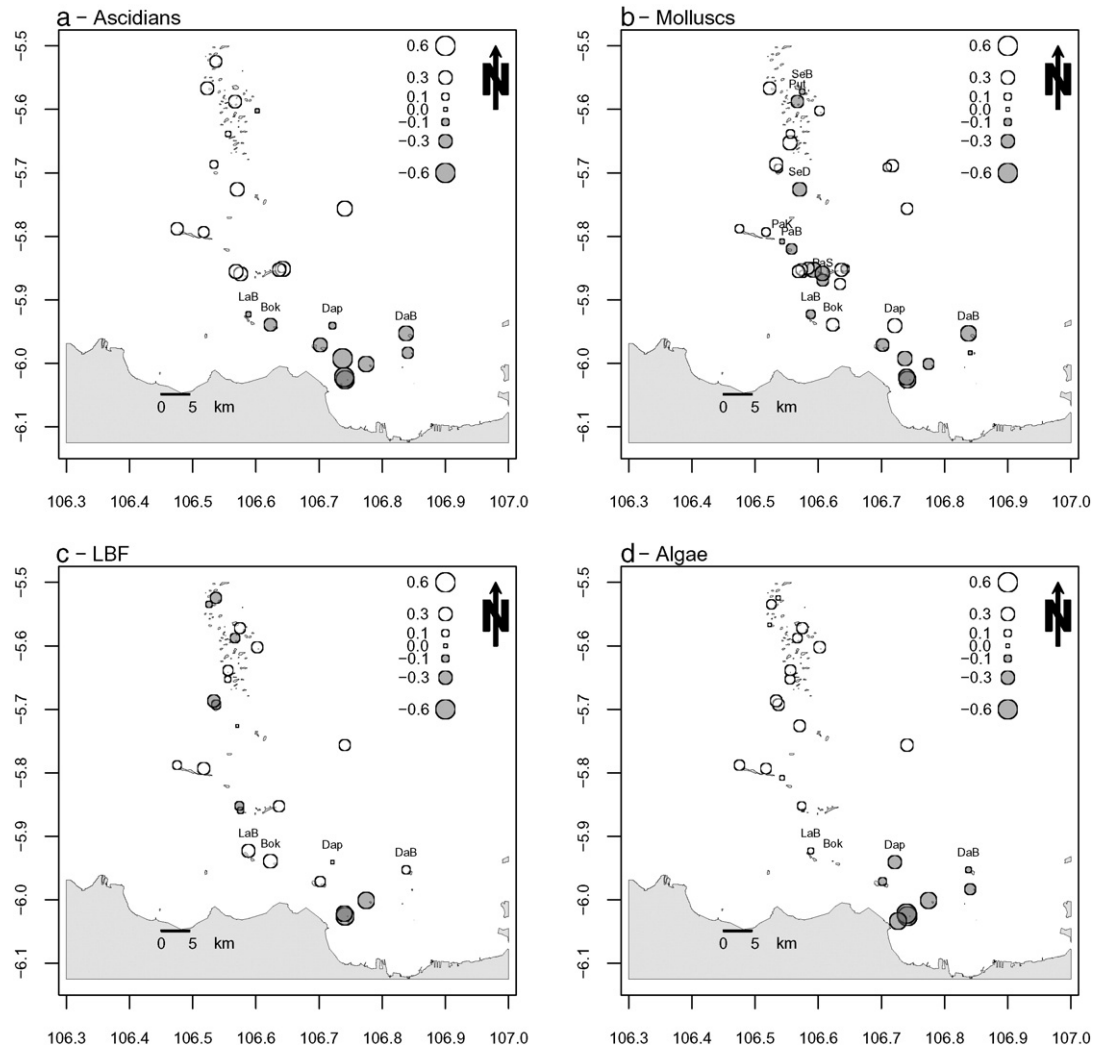 a – Ascidians
0.6
0.3
0.1
0.0
−0.1
−0.3
−0.6
N
LaB
Bok
Dap
DaB
0 5 km
−5.5
−5.6
−5.7
−5.8
−5.9
−6.0
−6.1
106.3 106.4 106.5 106.6 106.7 106.8 106.9 107.0
b – Molluscs
0.6
0.3
0.1
0.0
−0.1
−0.3
−0.6
N
SeB
Put
SeD
PaK
PaB
PaS
LaB
Bok
Dap
DaB
0 5 km
−5.5
−5.6
−5.7
−5.8
−5.9
−6.0
−6.1
106.3 106.4 106.5 106.6 106.7 106.8 106.9 107.0
c – LBF
0.6
0.3
0.1
0.0
−0.1
−0.3
−0.6
N
LaB
Bok
Dap
DaB
0 5 km
−5.5
−5.6
−5.7
−5.8
−5.9
−6.0
−6.1
106.3 106.4 106.5 106.6 106.7 106.8 106.9 107.0
d – Algae
0.6
0.3
0.1
0.0
−0.1
−0.3
−0.6
N
LaB
Bok
Dap
DaB
0 5 km
−5.5
−5.6
−5.7
−5.8
−5.9
−6.0
−6.1
106.3 106.4 106.5 106.6 106.7 106.8 106.9 107.0